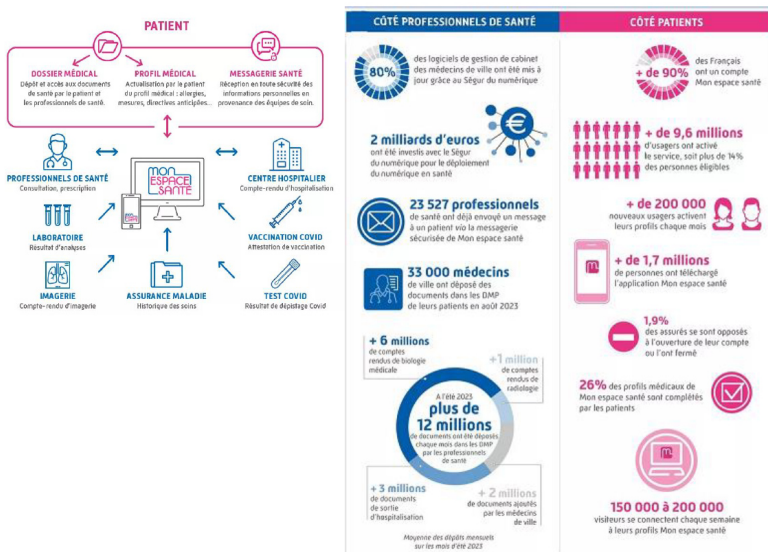 PATIENT
DOSSIER MÉDICAL
Dépôt et accès aux documents
de santé par le patient et
les professionnels de santé.
PROFIL MÉDICAL
Actualisation par le patient
du profil médical : allergies,
mesures, directives anticipées...
MESSAGERIE SANTÉ
Réception en toute sécurité des
informations personnelles en
provenance des équipes de soin.
PROFESSIONNELS DE SANTÉ
Consultation, prescription
MON
ESPACE
SANTÉ
CENTRE HOSPITALIER
Compte-rendu d'hospitalisation
LABORATOIRE
Résultat d'analyses
VACCINATION COVID
Attestation de vaccination
IMAGERIE
Compte- rendu d'imagerie
ASSURANCE MALADIE
Historique des soins
TEST COVID
Résultat de dépistage Covid
CÔTÉ PROFESSIONNELS DE SANTÉ
80%
des logiciels de gestion de cabinet
des médecins de ville ont été mis à
jour grâce au Ségur du numérique
2 milliards d'euros
ont été investis avec le Ségur
du numérique pour le déploiement
du numérique en santé
€
23 527 professionnels
de santé ont déjà envoyé un message
à un patient via la messagerie
sécurisée de Mon espace santé
33 000 médecins
de ville ont déposé des
documents dans les DMP
de leurs patients en août 2023
+ 6 millions
de comptes
rendus de biologie
médicale
+1 million
de comptes
rendus de
radiologie
A l'été 2023
plus de
12 millions
de documents ont été déposés
chaque mois dans les DMP
par les professionnels
de santé
+ 3 millions
de documents
de sortie
d'hospitalisation
+ 2 millions
de documents ajoutés
par les médecins
de ville
Moyenne des dépôts mensuels
sur les mois d'été 2023
CÔTÉ PATIENTS
+ de 90%
des Français
ont un compte
Mon espace santé
+ de 9,6 millions
d'usagers ont activé
le service, soit plus de 14%
des personnes éligibles
+ de 200 000
nouveaux usagers activent
leurs profils chaque mois
+ de 1,7 millions
de personnes ont téléchargé
l'application Mon espace santé
1,9%
des assurés se sont opposés
à l'ouverture de leur compte
ou l'ont fermé
26% des profils médicaux de
Mon espace santé sont complétés
par les patients
150 000 à 200 000
visiteurs se connectent chaque semaine
à leurs profils Mon espace santé